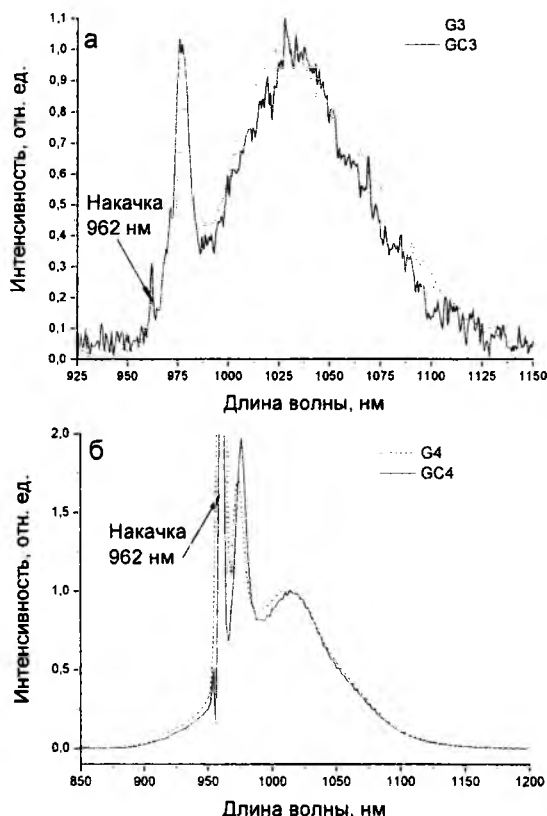 а
G3
GC3
Интенсивность, отн. ед.
1,1
1,0
0,9
0,8
0,7
0,6
0,5
0,4
0,3
0,2
0,1
0,0
Накачка
962 нм
925 950 975 1000 1025 1050 1075 1100 1125 1150
Длина волны, нм
б
G4
GC4
Интенсивность, отн. ед.
2,0
1,5
1,0
0,5
0,0
Накачка
962 нм
850 900 950 1000 1050 1100 1150 1200
Длина волны, нм